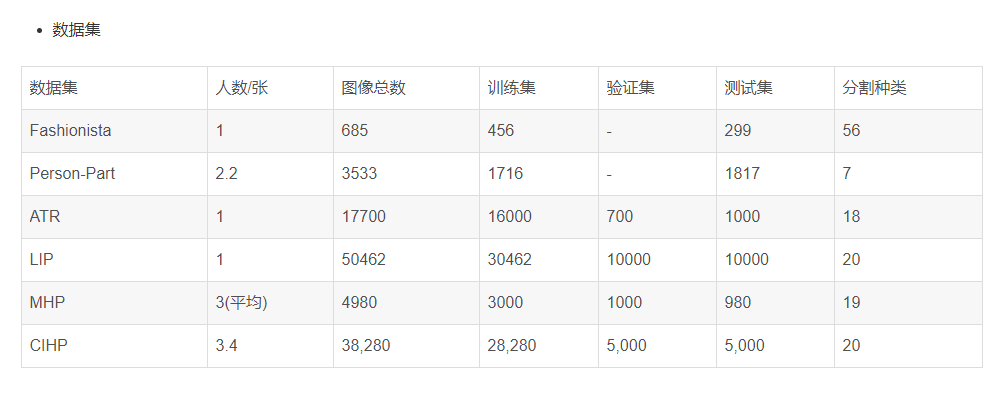 数据集
数据集 人数/张 图像总数 训练集 验证集 测试集 分割种类
Fashionista 1 685 456 - 299 56
Person-Part 2.2 3533 1716 - 1817 7
ATR 1 17700 16000 700 1000 18
LIP 1 50462 30462 10000 10000 20
MHP 3(平均) 4980 3000 1000 980 19
CIHP 3.4 38,280 28,280 5,000 5,000 20